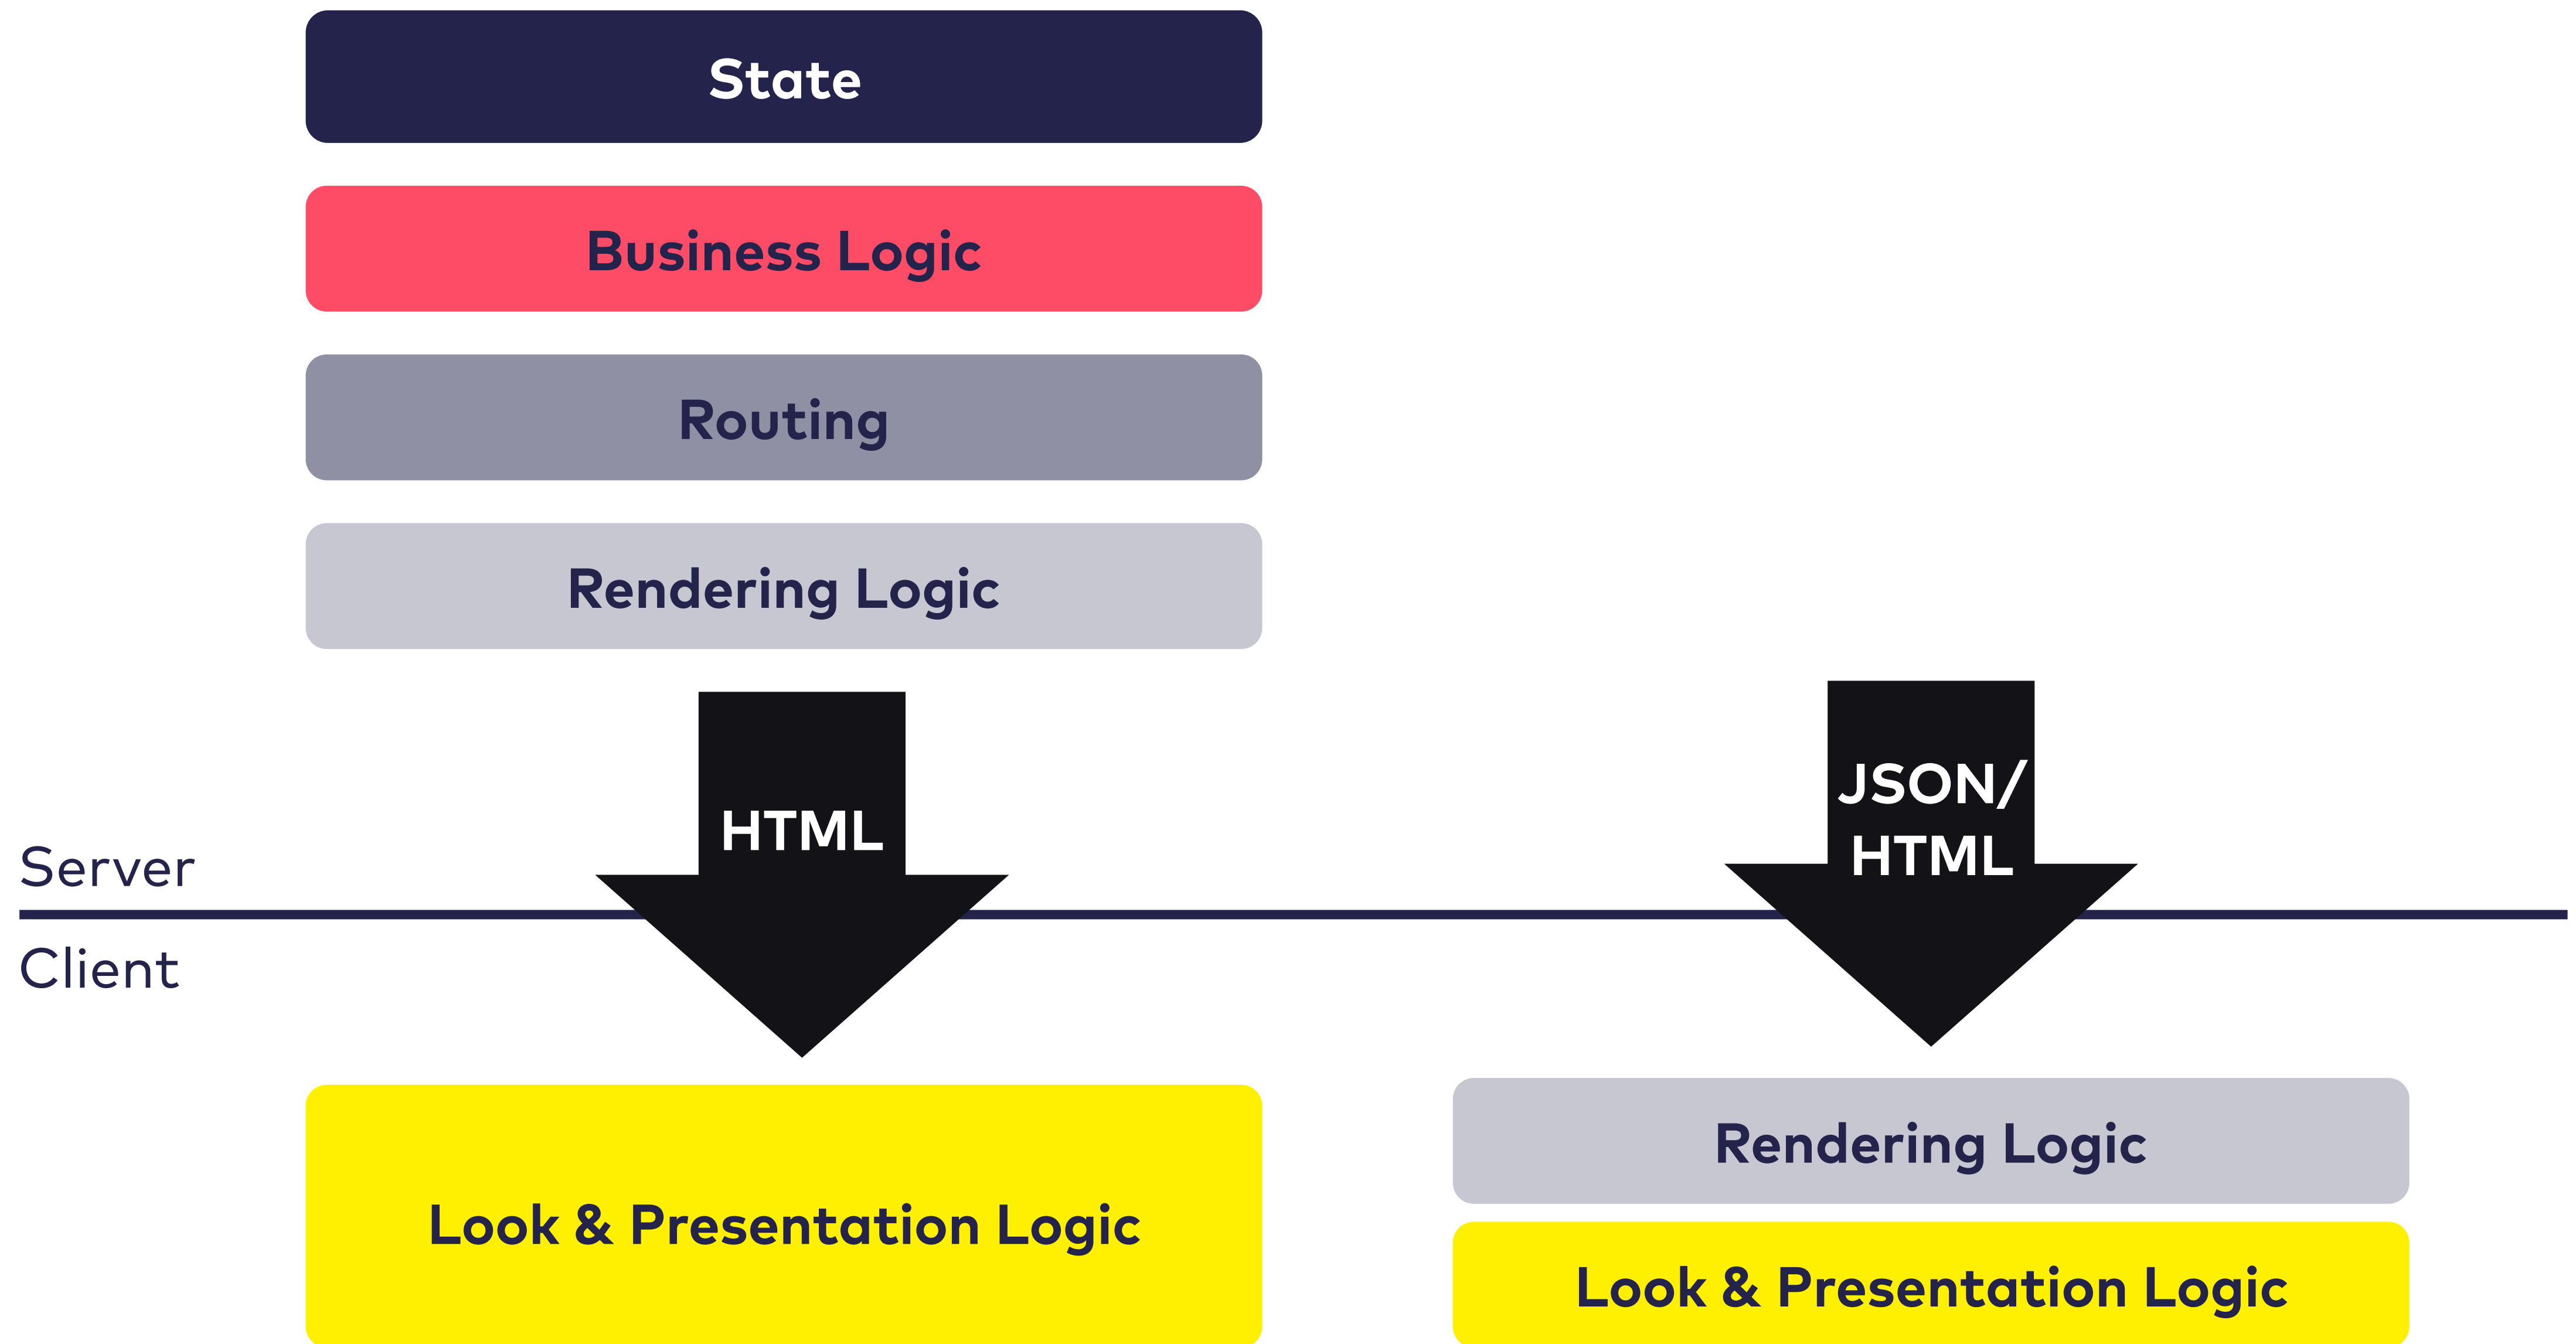 State
Business Logic
Routing
Rendering Logic
HTML
JSON/
HTML
Server
Client
Look & Presentation Logic
Rendering Logic
Look & Presentation Logic